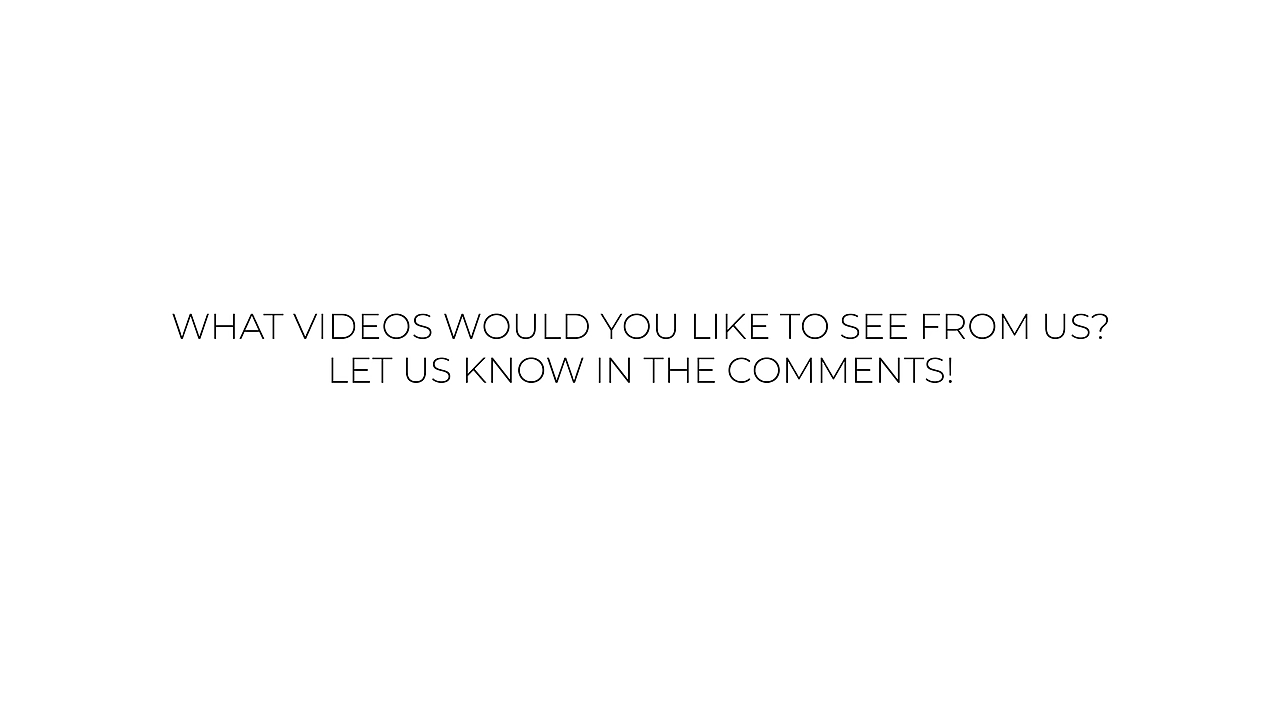 WHAT VIDEOS WOULD YOU LIKE TO SEE FROM US?
LET US KNOW IN THE COMMENTS!